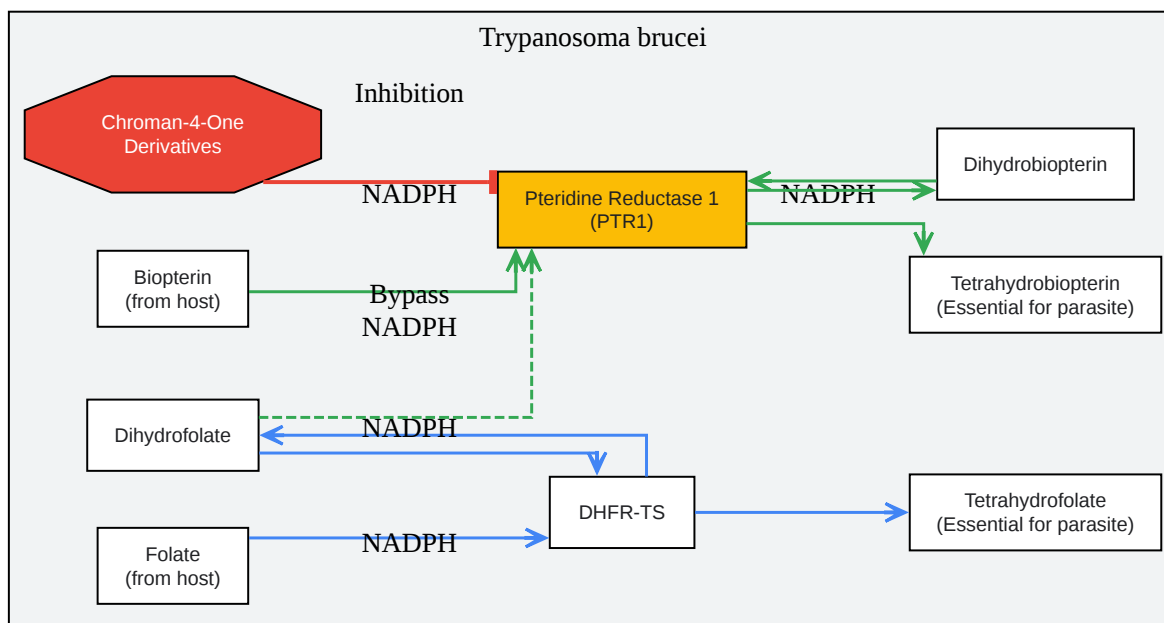 Trypanosoma brucei
Inhibition
Chroman-4-One
Derivatives
NADPH
Pteridine Reductase 1
(PTR1)
NADPH
Dihydrobiopterin
Biopterin
(from host)
Bypass
NADPH
Tetrahydrobiopterin
(Essential for parasite)
Dihydrofolate
NADPH
DHFR-TS
Tetrahydrofolate
(Essential for parasite)
Folate
(from host)
NADPH